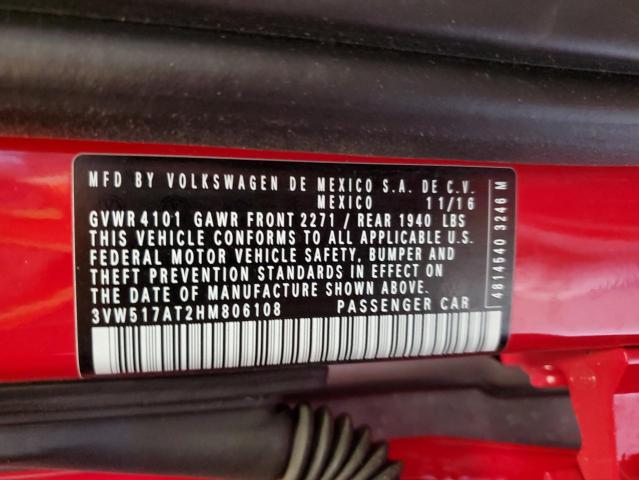 MFD BY VOLKSWAGEN DE MEXICO S.A. DE C.V.
MEXICO 11/16
GVWR 4101 GAWR FRONT 2271 / REAR 1940 LBS
THIS VEHICLE CONFORMS TO ALL APPLICABLE U.S.
FEDERAL MOTOR VEHICLE SAFETY, BUMPER AND
THEFT PREVENTION STANDARDS IN EFFECT ON
THE DATE OF MANUFACTURE SHOWN ABOVE.
3VW517AT2HM806108 PASSENGER CAR
4814540 3246 M